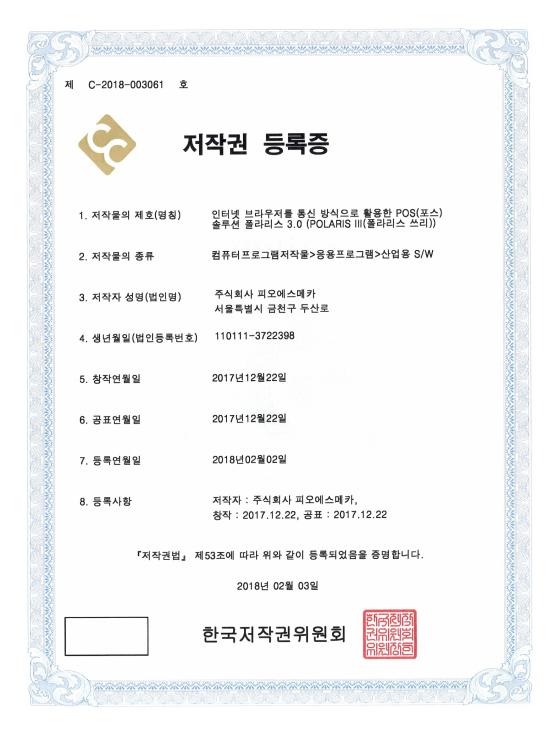 제 C-2018-003061 호
저작권 등록증
1. 저작물의 제호(명칭) 인터넷 브라우저를 통신 방식으로 활용한 POS(포스)
솔루션 폴라리스 3.0 (POLARIS III(폴라리스 쓰리))
2. 저작물의 종류 컴퓨터프로그램저작물>응용프로그램>산업용 S/W
3. 저작자 성명(법인명) 주식회사 피오에스메카
서울특별시 금천구 두산로
4. 생년월일(법인등록번호) 110111-3722398
5. 창작연월일 2017년12월22일
6. 공표연월일 2017년12월22일
7. 등록연월일 2018년02월02일
8. 등록사항 저작자 : 주식회사 피오에스메카,
창작 : 2017.12.22, 공표 : 2017.12.22
『저작권법』 제53조에 따라 위와 같이 등록되었음을 증명합니다.
2018년 02월 03일
한국저작권위원회